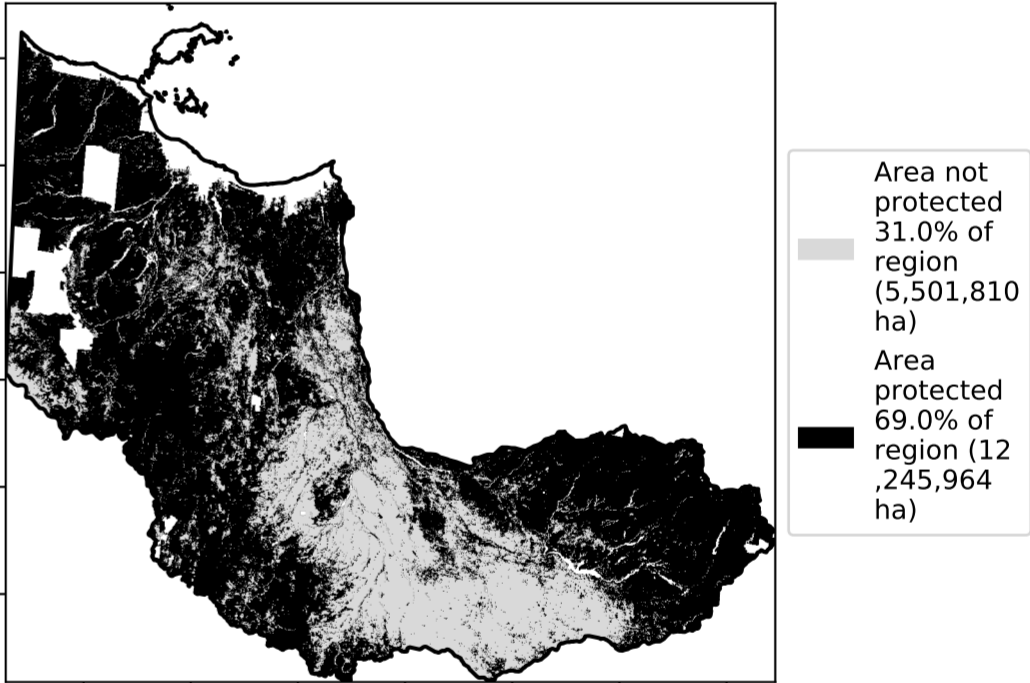 Area not
protected
31.0% of
region
(5,501,810
ha)
Area
protected
69.0% of
region (12
,245,964
ha)